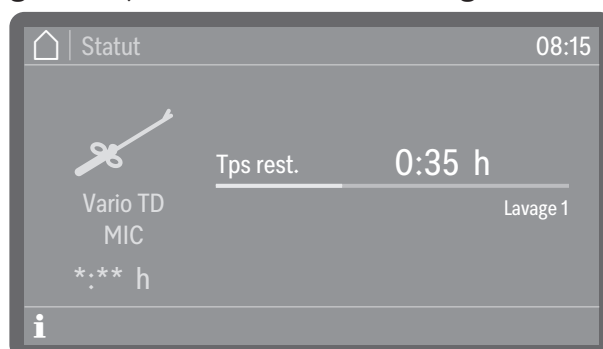 Statut 08:15
Tps rest. 0:35 h
Vario TD
MIC
Lavage 1
*:** h
i